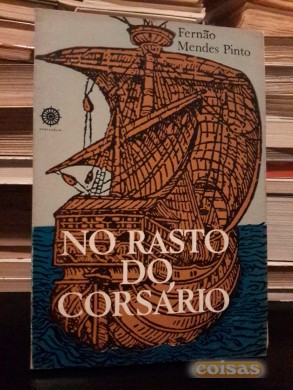 Fernão
Mendes Pinto
NO RASTO
DO
CORSÁRIO
coisas